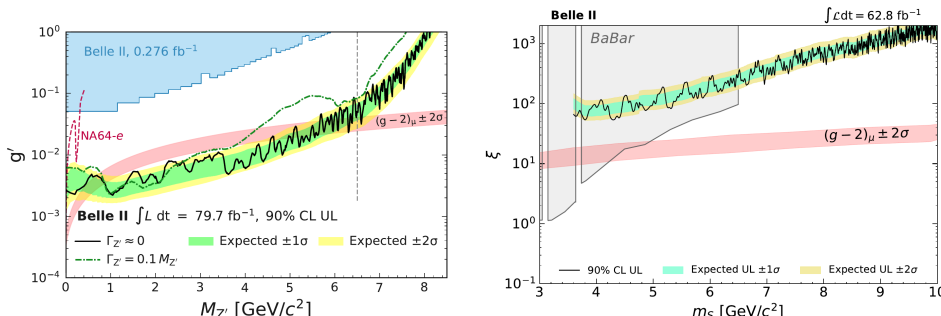 Belle II, 0.276 fb⁻¹
NA64-e
(g−2)μ ± 2σ
Belle II ∫L dt = 79.7 fb⁻¹, 90% CL UL
Γ_Z′ ≈ 0
Expected ±1σ
Expected ±2σ
Γ_Z′ = 0.1 M_Z′
g′
10⁰
10⁻¹
10⁻²
10⁻³
10⁻⁴
0 1 2 3 4 5 6 7 8
M_Z′ [GeV/c²]
Belle II
∫ℒdt = 62.8 fb⁻¹
BaBar
(g−2)μ ± 2σ
90% CL UL
Expected UL ±1σ
Expected UL ±2σ
ξ
10³
10²
10¹
10⁰
10⁻¹
3 4 5 6 7 8 9 10
m_S [GeV/c²]